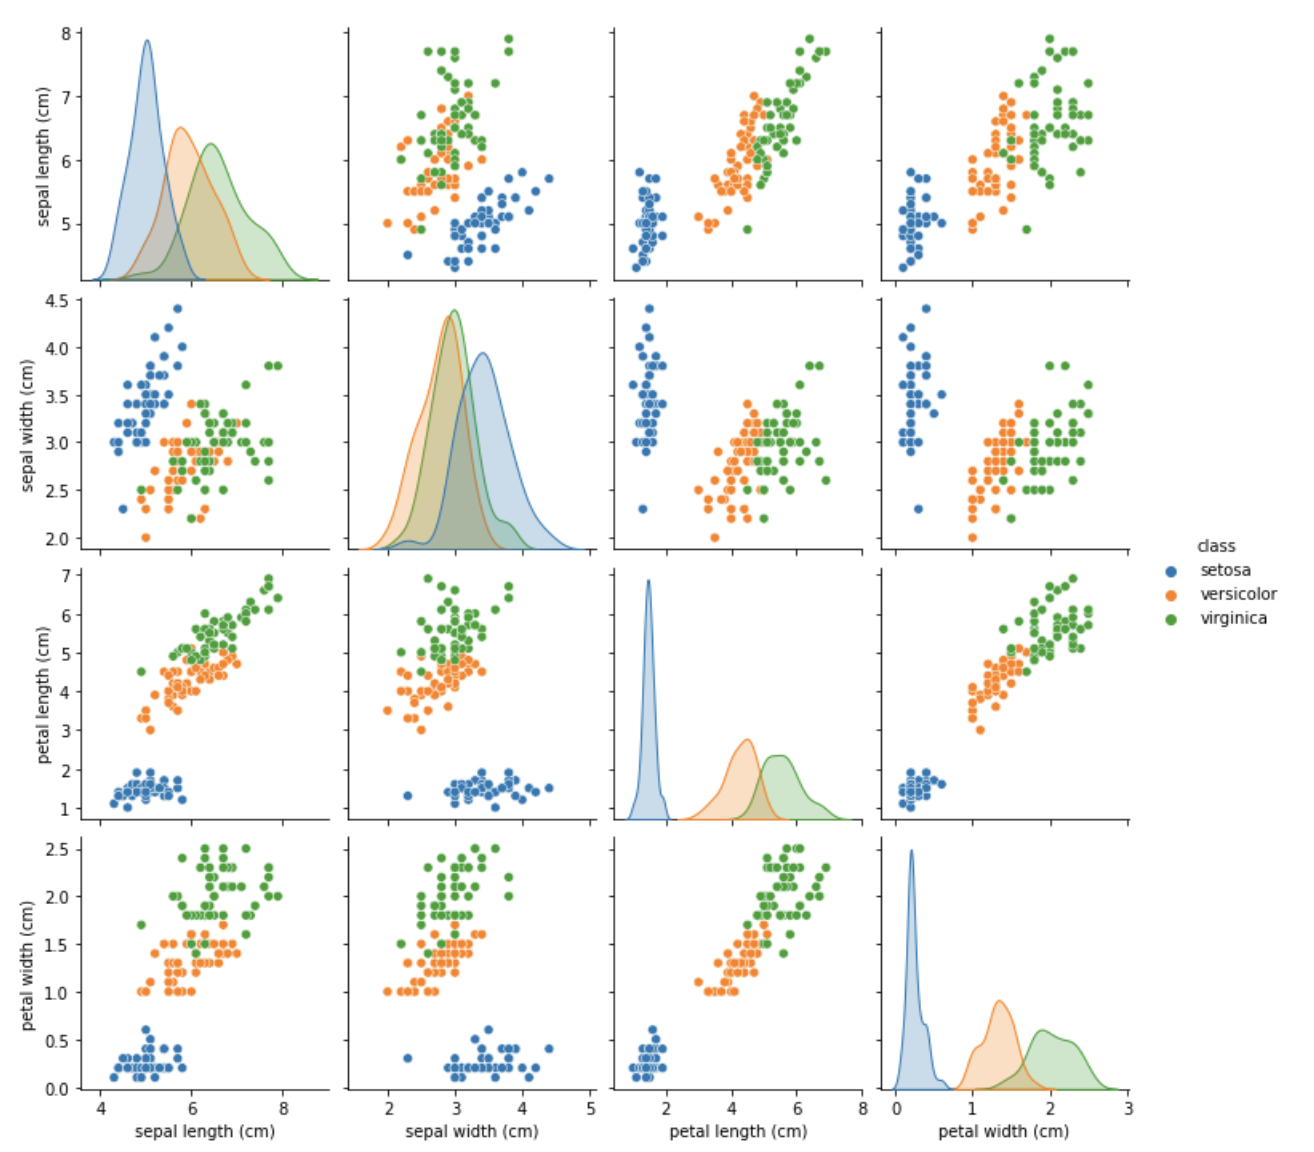 8
7
6
5
sepal length (cm)
4.5
4.0
3.5
3.0
2.5
2.0
sepal width (cm)
class
setosa
versicolor
virginica
7
6
5
4
3
2
1
petal length (cm)
2.5
2.0
1.5
1.0
0.5
0.0
petal width (cm)
4 6 8
2 3 4 5
2 4 6 8
0 1 2 3
sepal length (cm)
sepal width (cm)
petal length (cm)
petal width (cm)